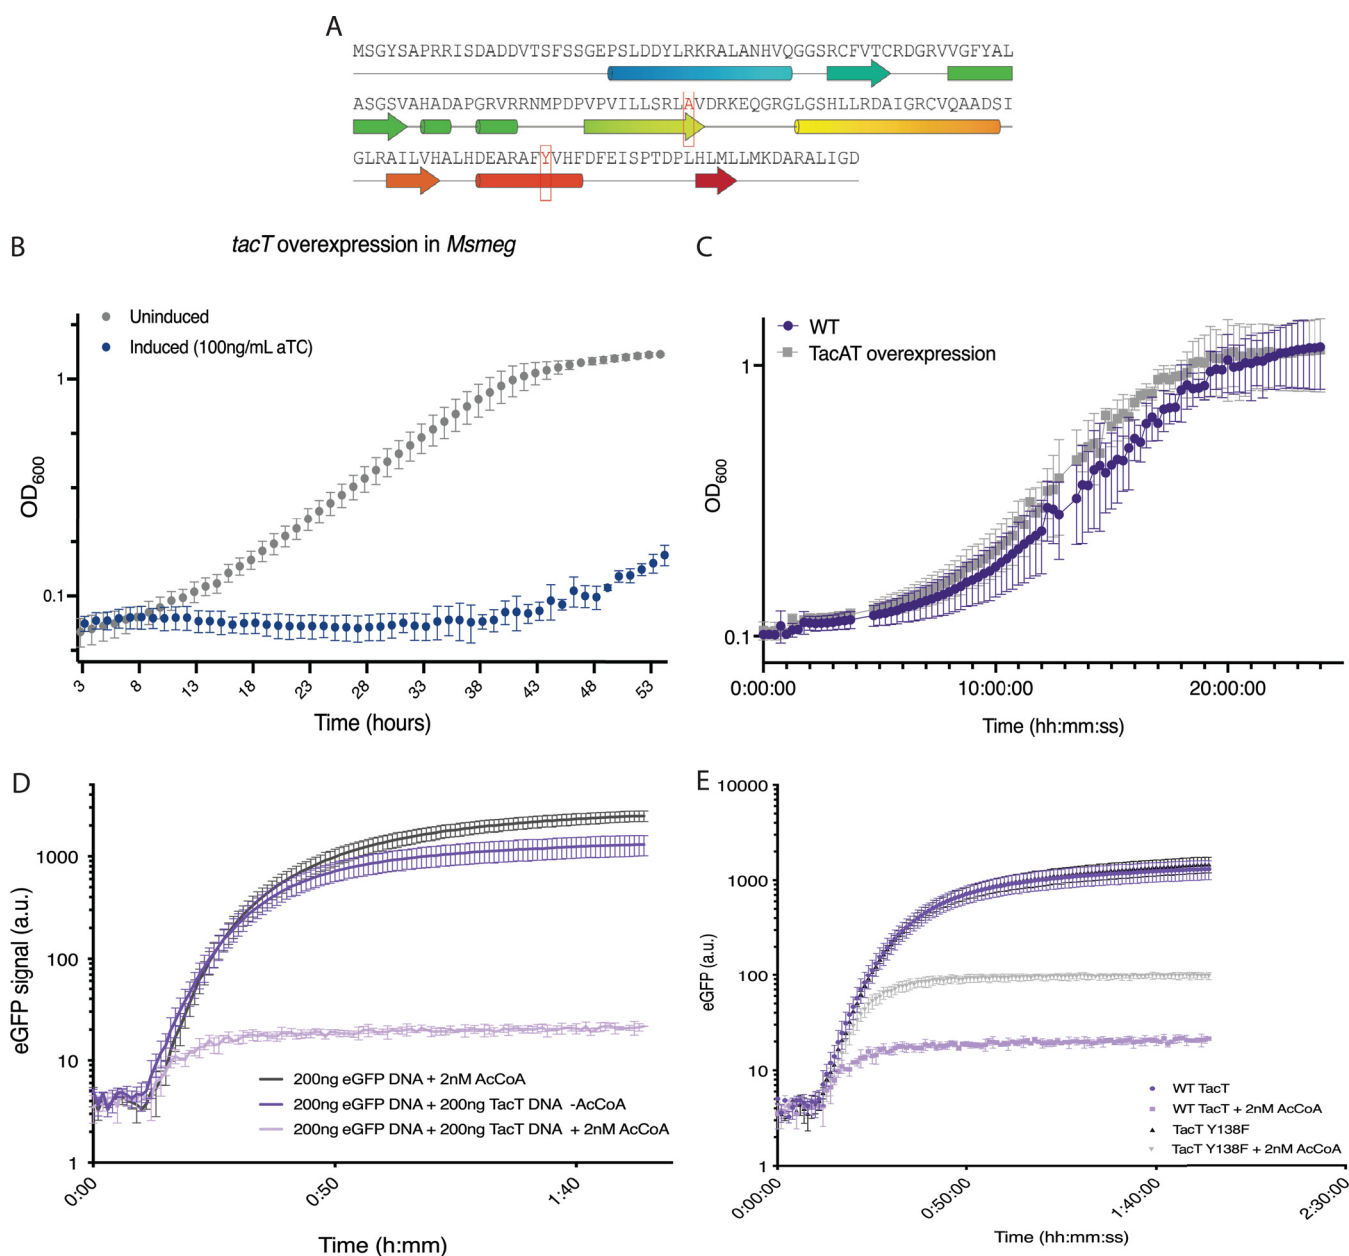 A
MSGYSAPRRISDADDVTSFSSGEPSLDDYLRKRALANHVQGGSRCFVTCRDGRVVGFYAL
ASGSVAHADAPGRVRRNMPDPVPVILLSRLAVDRKEQGRGLGSHLLRDAIGRCVQAADSI
GLRAILVHALHDEARAFYVHFDFEISPTDPLHLMLLMKDARALIGD
B
tacT overexpression in Msmeg
Uninduced
Induced (100ng/mL aTC)
OD600
1
0.1
3 8 13 18 23 28 33 38 43 48 53
Time (hours)
C
WT
TacAT overexpression
OD600
1
0.1
0:00:00 10:00:00 20:00:00
Time (hh:mm:ss)
D
eGFP signal (a.u.)
1000
100
10
1
200ng eGFP DNA + 2nM AcCoA
200ng eGFP DNA + 200ng TacT DNA -AcCoA
200ng eGFP DNA + 200ng TacT DNA + 2nM AcCoA
0:00 0:50 1:40
Time (h:mm)
E
eGFP (a.u.)
10000
1000
100
10
1
WT TacT
WT TacT + 2nM AcCoA
TacT Y138F
TacT Y138F + 2nM AcCoA
0:00:00 0:50:00 1:40:00 2:30:00
Time (hh:mm:ss)